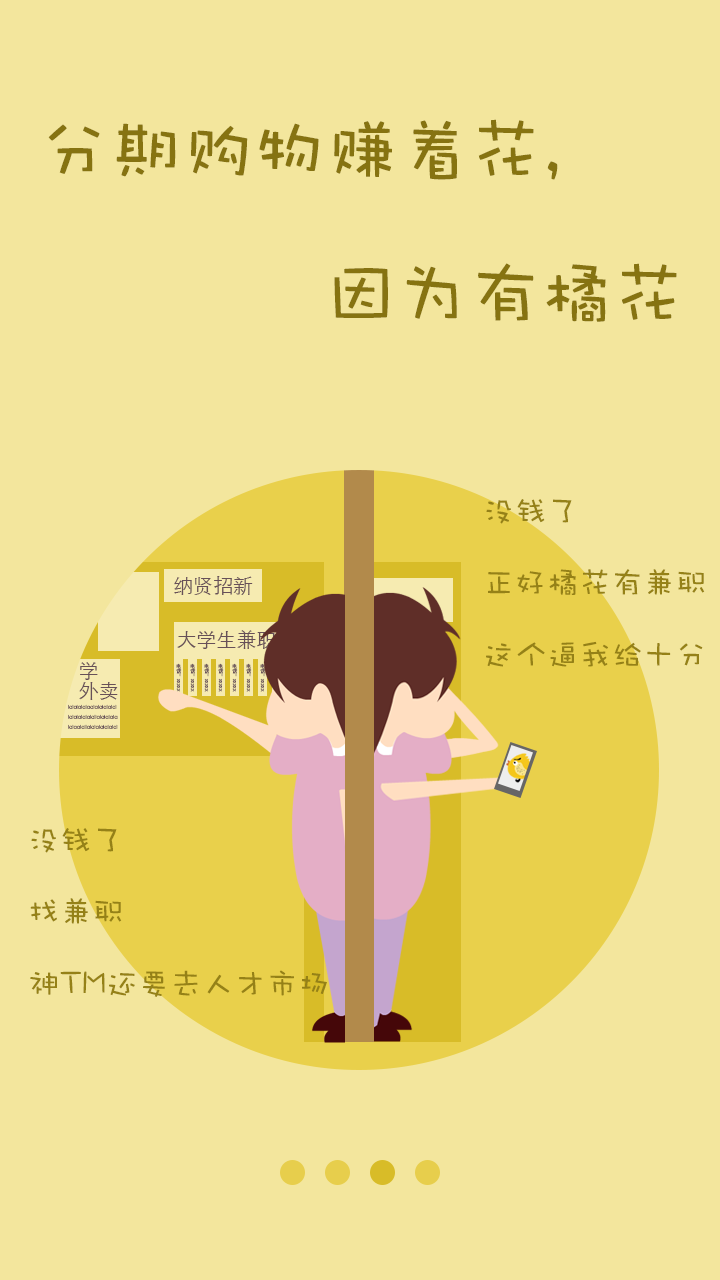 分期购物赚着花，
因为有橘花
没钱了
正好橘花有兼职
这个逼我给十分
纳贤招新
大学生兼职
学
外卖
没钱了
找兼职
神TM还要去人才市场